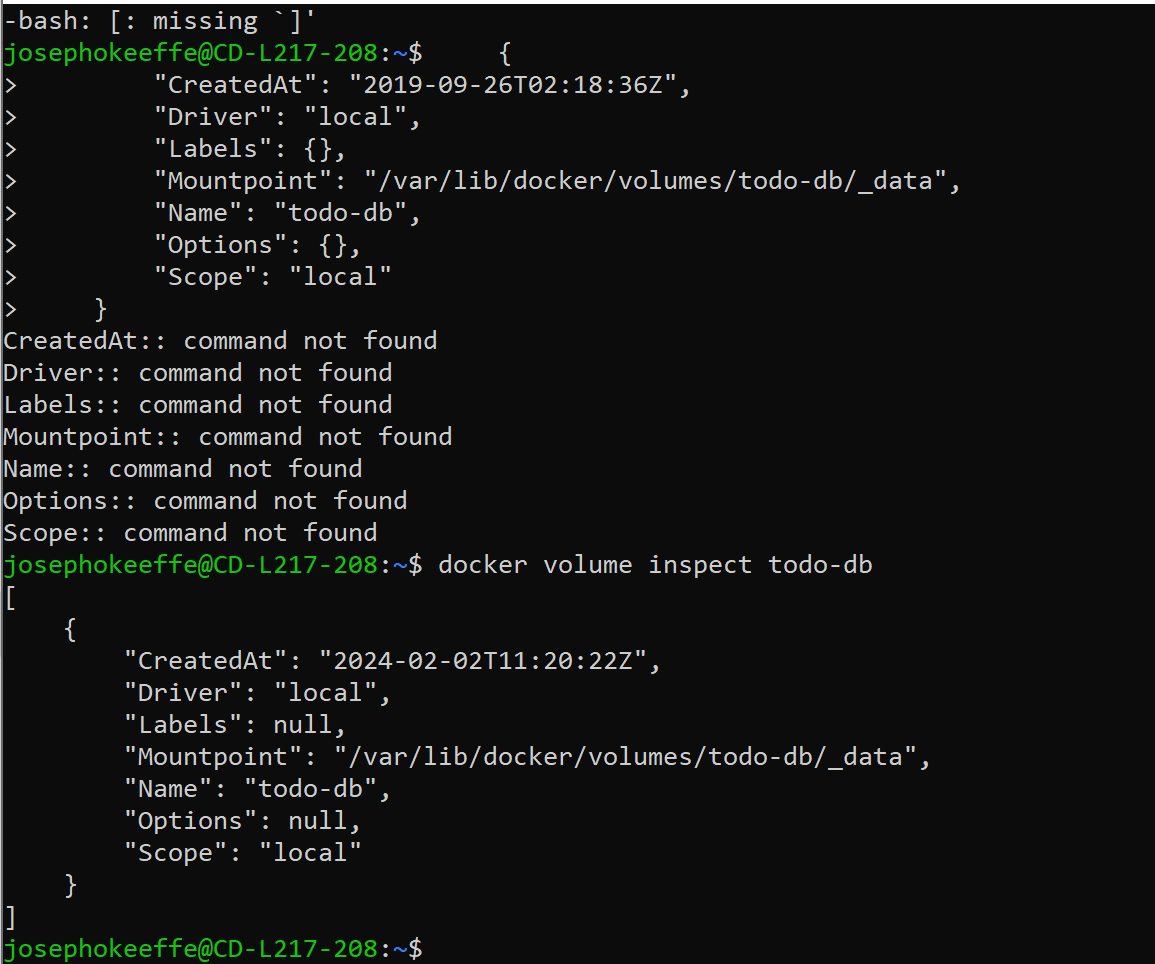 -bash: [: missing `]'
josephokeeffe@CD-L217-208:~$     {
>         "CreatedAt": "2019-09-26T02:18:36Z",
>         "Driver": "local",
>         "Labels": {},
>         "Mountpoint": "/var/lib/docker/volumes/todo-db/_data",
>         "Name": "todo-db",
>         "Options": {},
>         "Scope": "local"
>     }
CreatedAt:: command not found
Driver:: command not found
Labels:: command not found
Mountpoint:: command not found
Name:: command not found
Options:: command not found
Scope:: command not found
josephokeeffe@CD-L217-208:~$ docker volume inspect todo-db
[
    {
        "CreatedAt": "2024-02-02T11:20:22Z",
        "Driver": "local",
        "Labels": null,
        "Mountpoint": "/var/lib/docker/volumes/todo-db/_data",
        "Name": "todo-db",
        "Options": null,
        "Scope": "local"
    }
]
josephokeeffe@CD-L217-208:~$